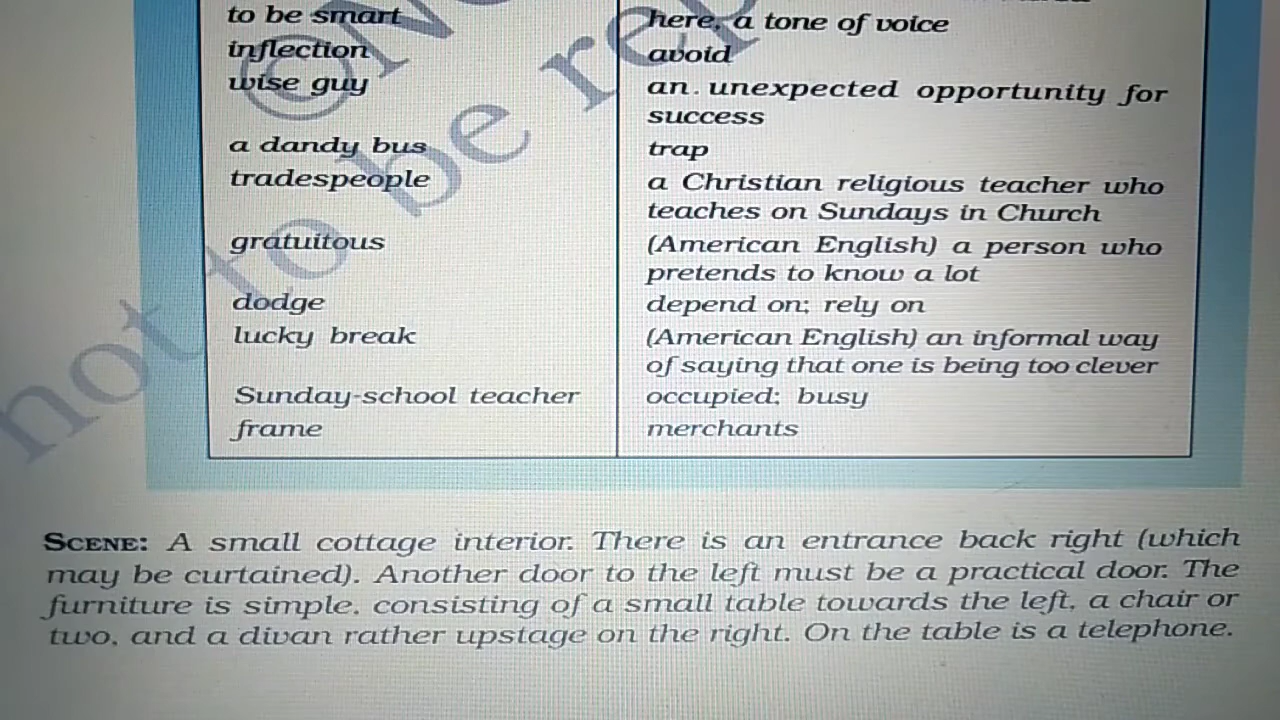 to be smart
here, a tone of voice
inflection
avoid
wise guy
an unexpected opportunity for
success
a dandy bus
trap
tradespeople
a Christian religious teacher who
teaches on Sundays in Church
gratuitous
(American English) a person who
pretends to know a lot
dodge
depend on; rely on
lucky break
(American English) an informal way
of saying that one is being too clever
Sunday-school teacher
occupied; busy
frame
merchants
not to be rep
©N
SCENE: A small cottage interior. There is an entrance back right (which
may be curtained). Another door to the left must be a practical door. The
furniture is simple, consisting of a small table towards the left, a chair or
two, and a divan rather upstage on the right. On the table is a telephone.